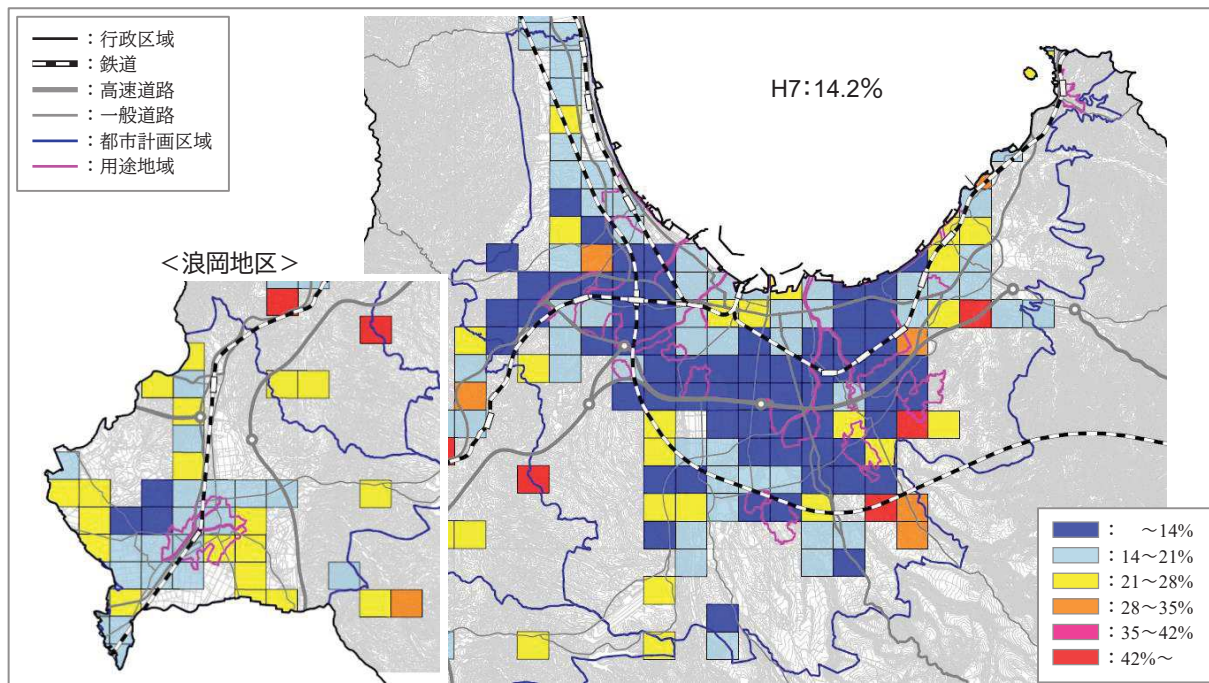 ：行政区域
：鉄道
：高速道路
：一般道路
：都市計画区域
：用途地域
H7：14.2%
＜浪岡地区＞
：　～14%
：14～21%
：21～28%
：28～35%
：35～42%
：42%～